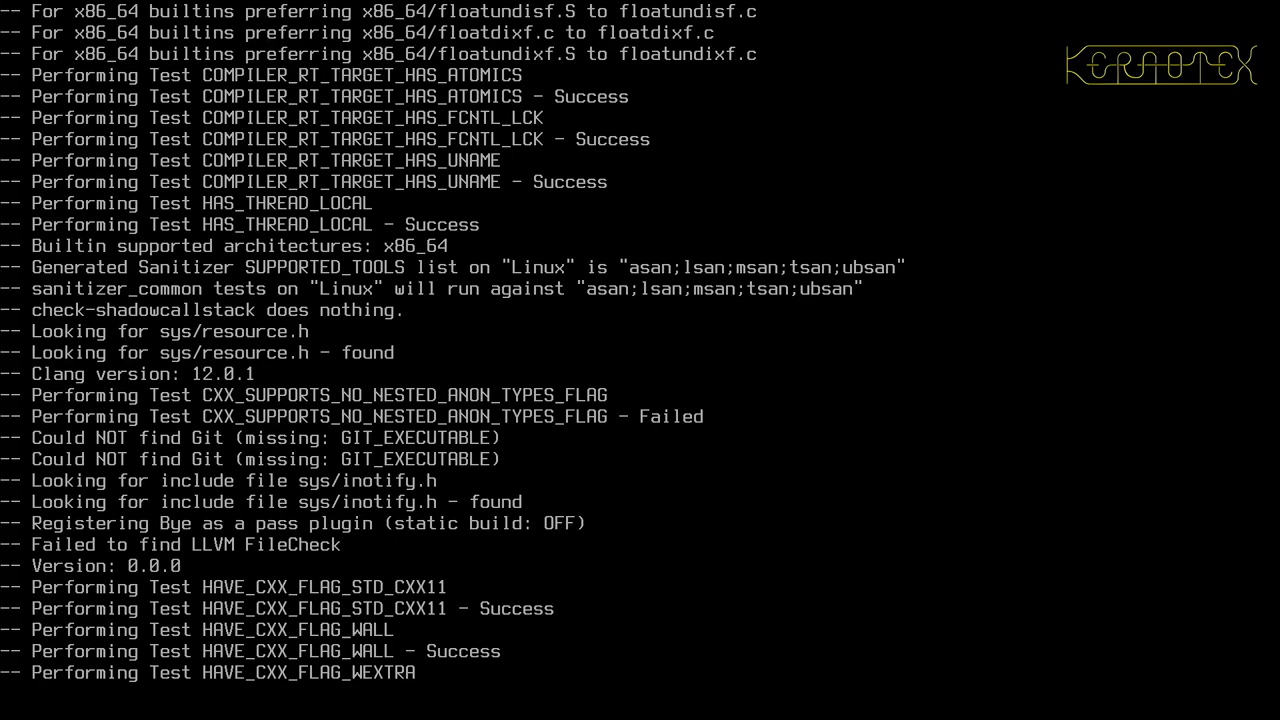 -- For x86_64 builtins preferring x86_64/floatundisf.S to floatundisf.c
-- For x86_64 builtins preferring x86_64/floatdixf.c to floatdixf.c
-- For x86_64 builtins preferring x86_64/floatundixf.S to floatundixf.c
-- Performing Test COMPILER_RT_TARGET_HAS_ATOMICS
-- Performing Test COMPILER_RT_TARGET_HAS_ATOMICS - Success
-- Performing Test COMPILER_RT_TARGET_HAS_FCNTL_LCK
-- Performing Test COMPILER_RT_TARGET_HAS_FCNTL_LCK - Success
-- Performing Test COMPILER_RT_TARGET_HAS_UNAME
-- Performing Test COMPILER_RT_TARGET_HAS_UNAME - Success
-- Performing Test HAS_THREAD_LOCAL
-- Performing Test HAS_THREAD_LOCAL - Success
-- Builtin supported architectures: x86_64
-- Generated Sanitizer SUPPORTED_TOOLS list on "Linux" is "asan;lsan;msan;tsan;ubsan"
-- sanitizer_common tests on "Linux" will run against "asan;lsan;msan;tsan;ubsan"
-- check-shadowcallstack does nothing.
-- Looking for sys/resource.h
-- Looking for sys/resource.h - found
-- Clang version: 12.0.1
-- Performing Test CXX_SUPPORTS_NO_NESTED_ANON_TYPES_FLAG
-- Performing Test CXX_SUPPORTS_NO_NESTED_ANON_TYPES_FLAG - Failed
-- Could NOT find Git (missing: GIT_EXECUTABLE)
-- Could NOT find Git (missing: GIT_EXECUTABLE)
-- Looking for include file sys/inotify.h
-- Looking for include file sys/inotify.h - found
-- Registering Bye as a pass plugin (static build: OFF)
-- Failed to find LLVM FileCheck
-- Version: 0.0.0
-- Performing Test HAVE_CXX_FLAG_STD_CXX11
-- Performing Test HAVE_CXX_FLAG_STD_CXX11 - Success
-- Performing Test HAVE_CXX_FLAG_WALL
-- Performing Test HAVE_CXX_FLAG_WALL - Success
-- Performing Test HAVE_CXX_FLAG_WEXTRA